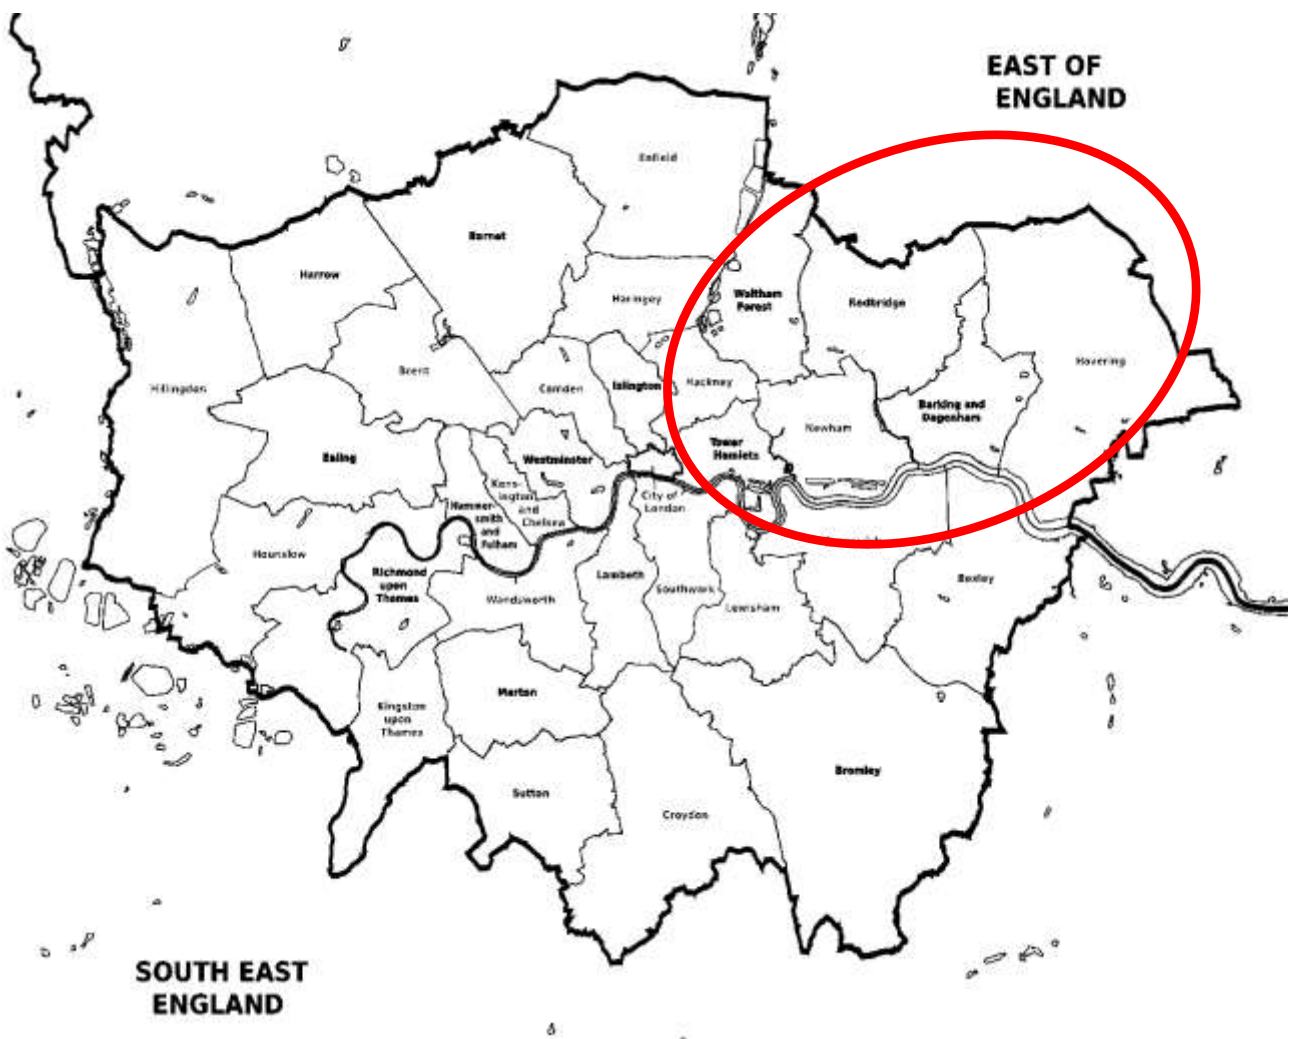 EAST OF
ENGLAND
Enfield
Barnet
Harrow
Haringey
Waltham
Forest
Redbridge
Havering
Hillingdon
Brent
Camden
Islington
Hackney
Barking and
Dagenham
Newham
Ealing
Westminster
Tower
Hamlets
Kens-
ington
and
Chelsea
City of
London
Hammer-
smith
and
Fulham
Hounslow
Richmond
upon
Thames
Wandsworth
Lambeth
Southwark
Lewisham
Bexley
Merton
Kingston
upon
Thames
Sutton
Croydon
Bromley
SOUTH EAST
ENGLAND